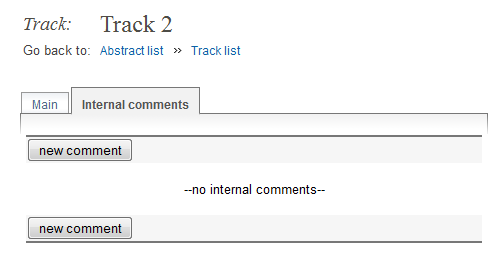 Track: Track 2
Go back to: Abstract list » Track list
Main Internal comments
new comment
--no internal comments--
new comment